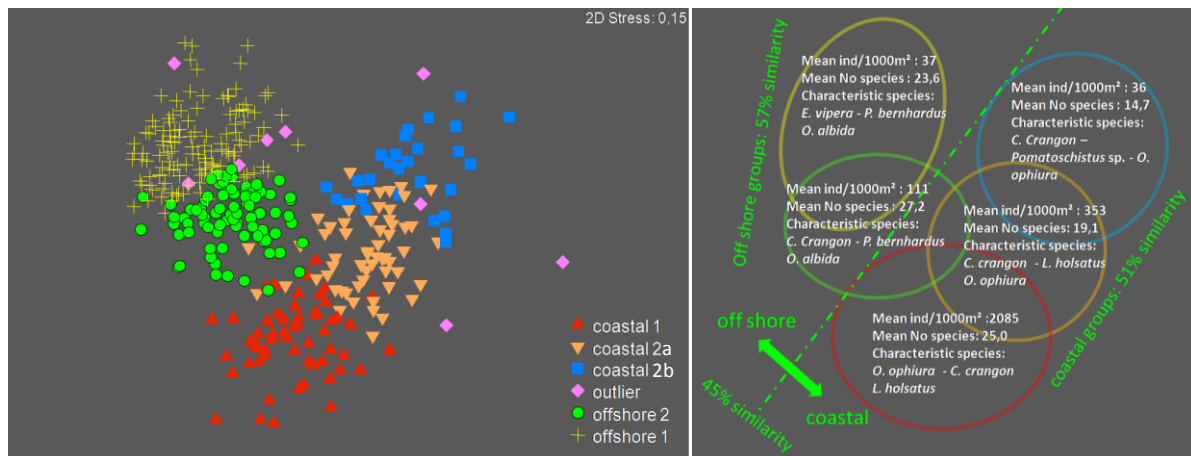 2D Stress: 0,15
coastal 1
coastal 2a
coastal 2b
outlier
offshore 2
offshore 1
Off shore groups: 57% similarity
Mean ind/1000m² : 37
Mean No species : 23,6
Characteristic species:
E. vipera - P. bernhardus
O. albida
Mean ind/1000m² : 36
Mean No species : 14,7
Characteristic species:
C. Crangon –
Pomatoschistus sp. - O.
ophiura
Mean ind/1000m² : 111
Mean No species : 27,2
Characteristic species:
C. Crangon - P. bernhardus
O. albida
Mean ind/1000m² : 353
Mean No species : 19,1
Characteristic species:
C. crangon - L. holsatus
O. ophiura
Mean ind/1000m² :2085
Mean No species: 25,0
Characteristic species:
O. ophiura - C. crangon
L. holsatus
off shore
coastal
45% similarity
coastal groups: 51% similarity